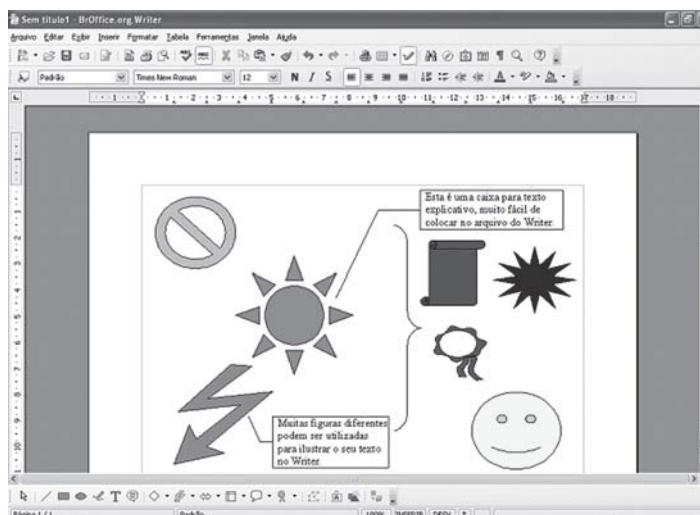 Sem título1 - BrOffice.org Writer
Arquivo Editar Exibir Inserir Formatar Tabela Ferramentas Janela Ajuda
Padrão Times New Roman 12 N I S
Esta é uma caixa para texto
explicativo, muito fácil de
colocar no arquivo do Writer.
Muitas figuras diferentes
podem ser utilizadas
para ilustrar o seu texto
no Writer.
Página 1 / 1 Padrão 100% INSERIR DESV *